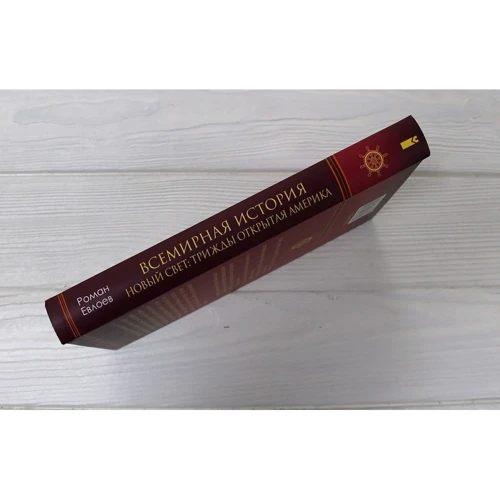 Роман
Евлоев
ВСЕМИРНАЯ ИСТОРИЯ
НОВЫЙ СВЕТ: ТРИЖДЫ ОТКРЫТАЯ АМЕРИКА